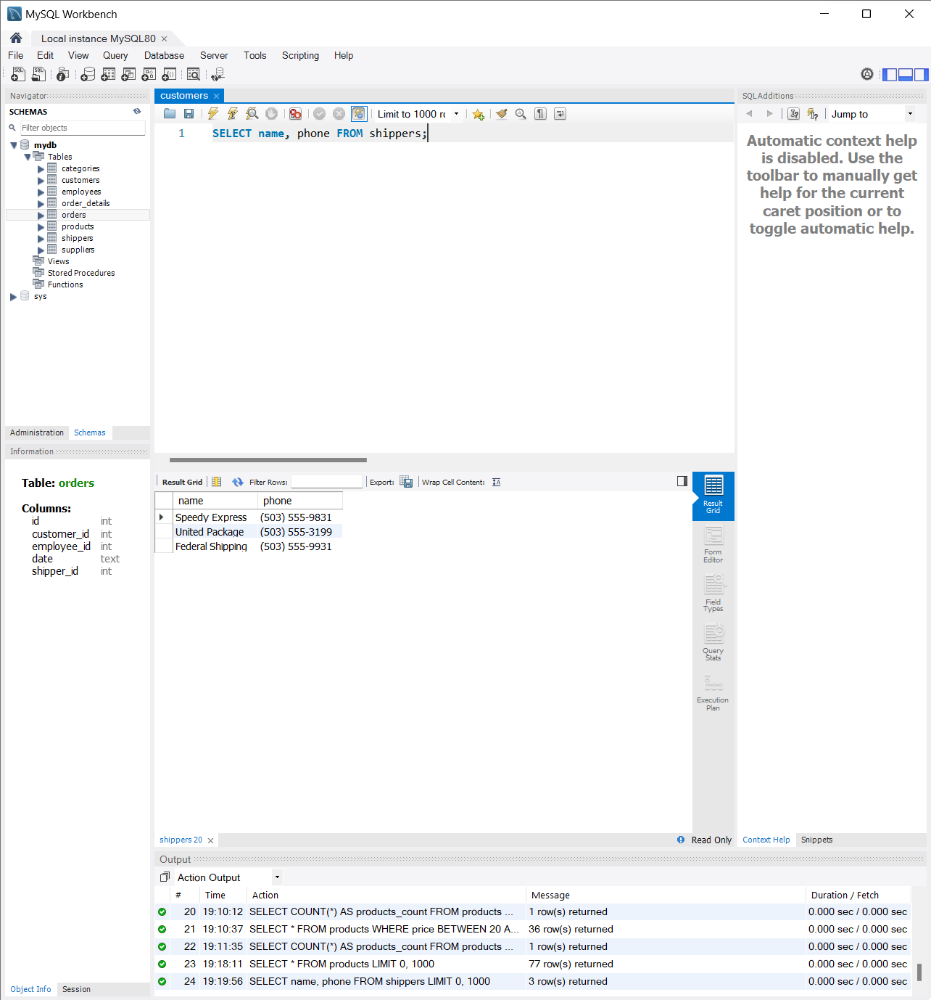 MySQL Workbench
Local instance MySQL80
File Edit View Query Database Server Tools Scripting Help
Navigator
SCHEMAS
Filter objects
mydb
Tables
categories
customers
employees
order_details
orders
products
shippers
suppliers
Views
Stored Procedures
Functions
sys
Administration Schemas
Information
Table: orders
Columns:
id int
customer_id int
employee_id int
date text
shipper_id int
Object Info Session
customers
Limit to 1000 rc
1 SELECT name, phone FROM shippers;
Result Grid Filter Rows: Export: Wrap Cell Content:
name phone
Speedy Express (503) 555-9831
United Package (503) 555-3199
Federal Shipping (503) 555-9931
Result
Grid
Form
Editor
Field
Types
Query
Stats
Execution
Plan
shippers 20
Read Only
SQLAdditions
Jump to
Automatic context help
is disabled. Use the
toolbar to manually get
help for the current
caret position or to
toggle automatic help.
Context Help Snippets
Output
Action Output
# Time Action Message Duration / Fetch
20 19:10:12 SELECT COUNT(*) AS products_count FROM products ... 1 row(s) returned 0.000 sec / 0.000 sec
21 19:10:37 SELECT * FROM products WHERE price BETWEEN 20 A... 36 row(s) returned 0.000 sec / 0.000 sec
22 19:11:35 SELECT COUNT(*) AS products_count FROM products ... 1 row(s) returned 0.000 sec / 0.000 sec
23 19:18:11 SELECT * FROM products LIMIT 0, 1000 77 row(s) returned 0.000 sec / 0.000 sec
24 19:19:56 SELECT name, phone FROM shippers LIMIT 0, 1000 3 row(s) returned 0.000 sec / 0.000 sec